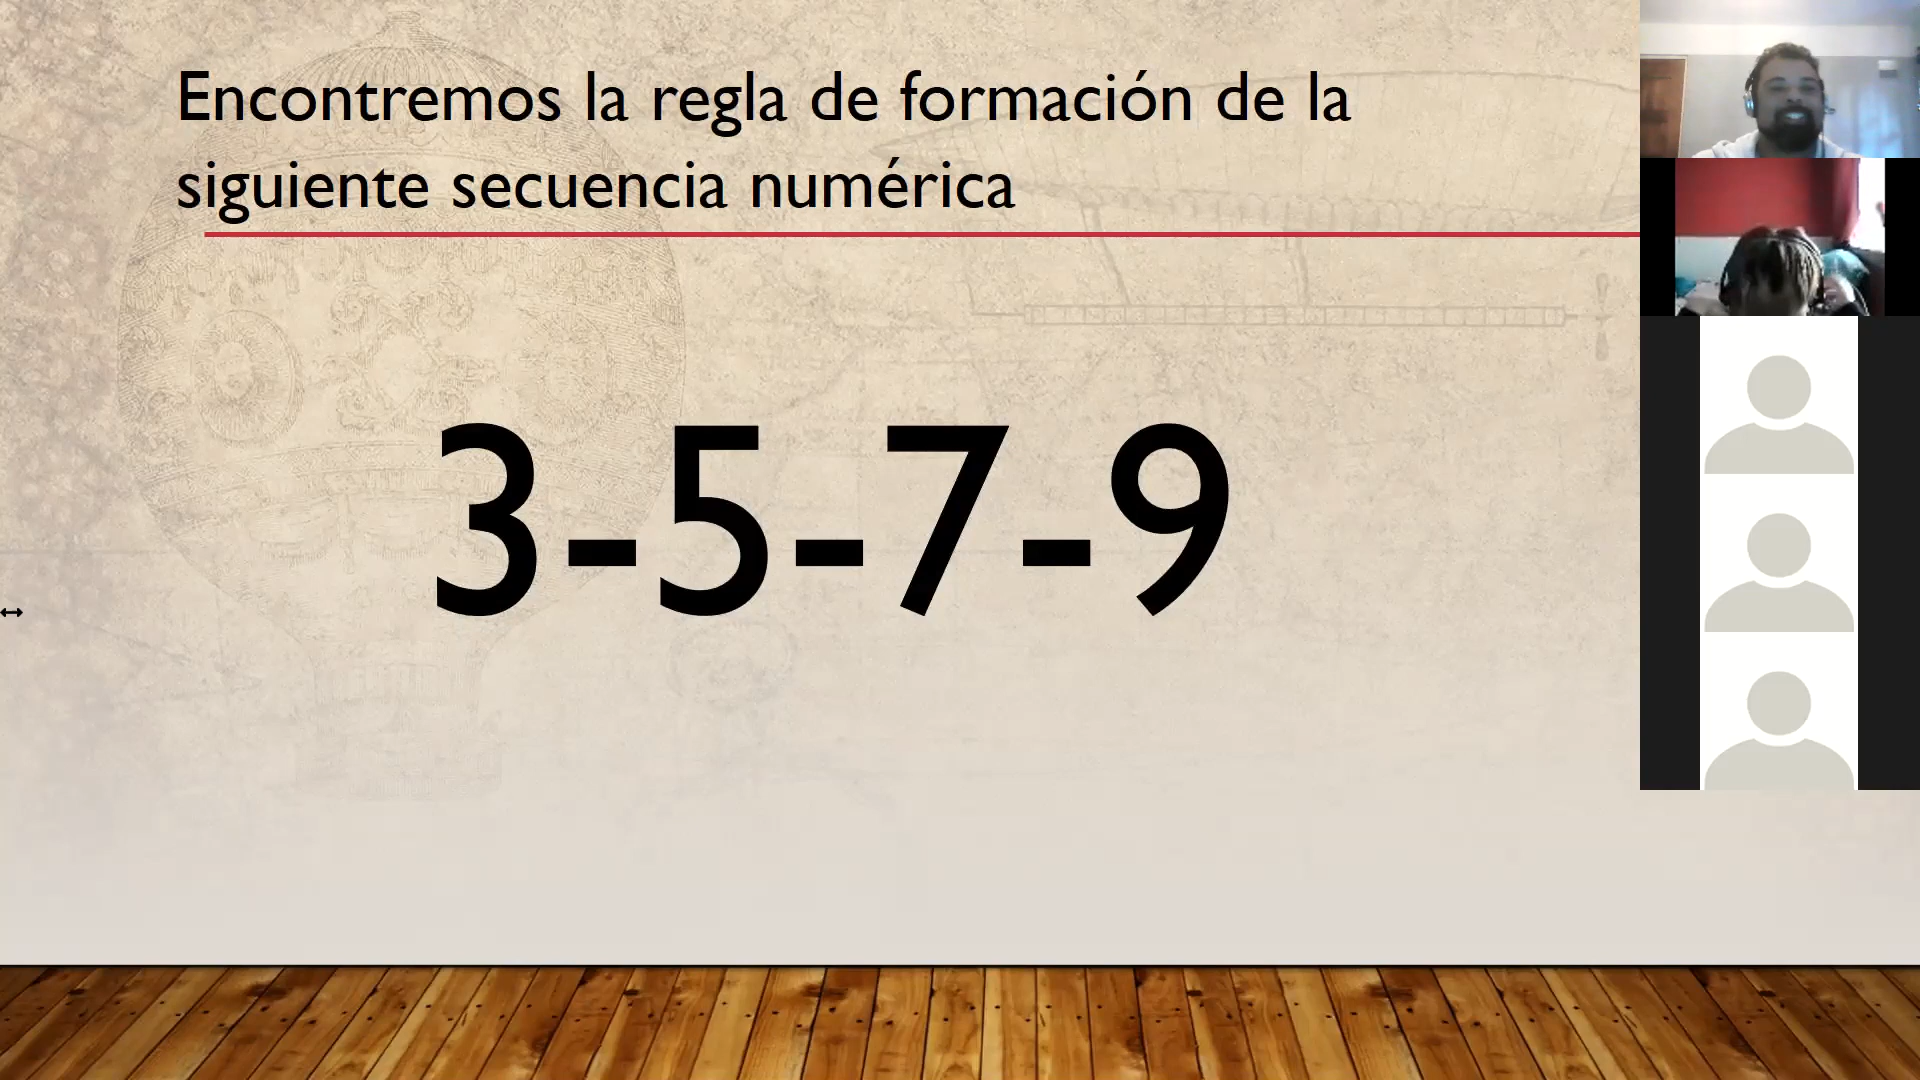 Encontremos la regla de formación de la
siguiente secuencia numérica
3-5-7-9